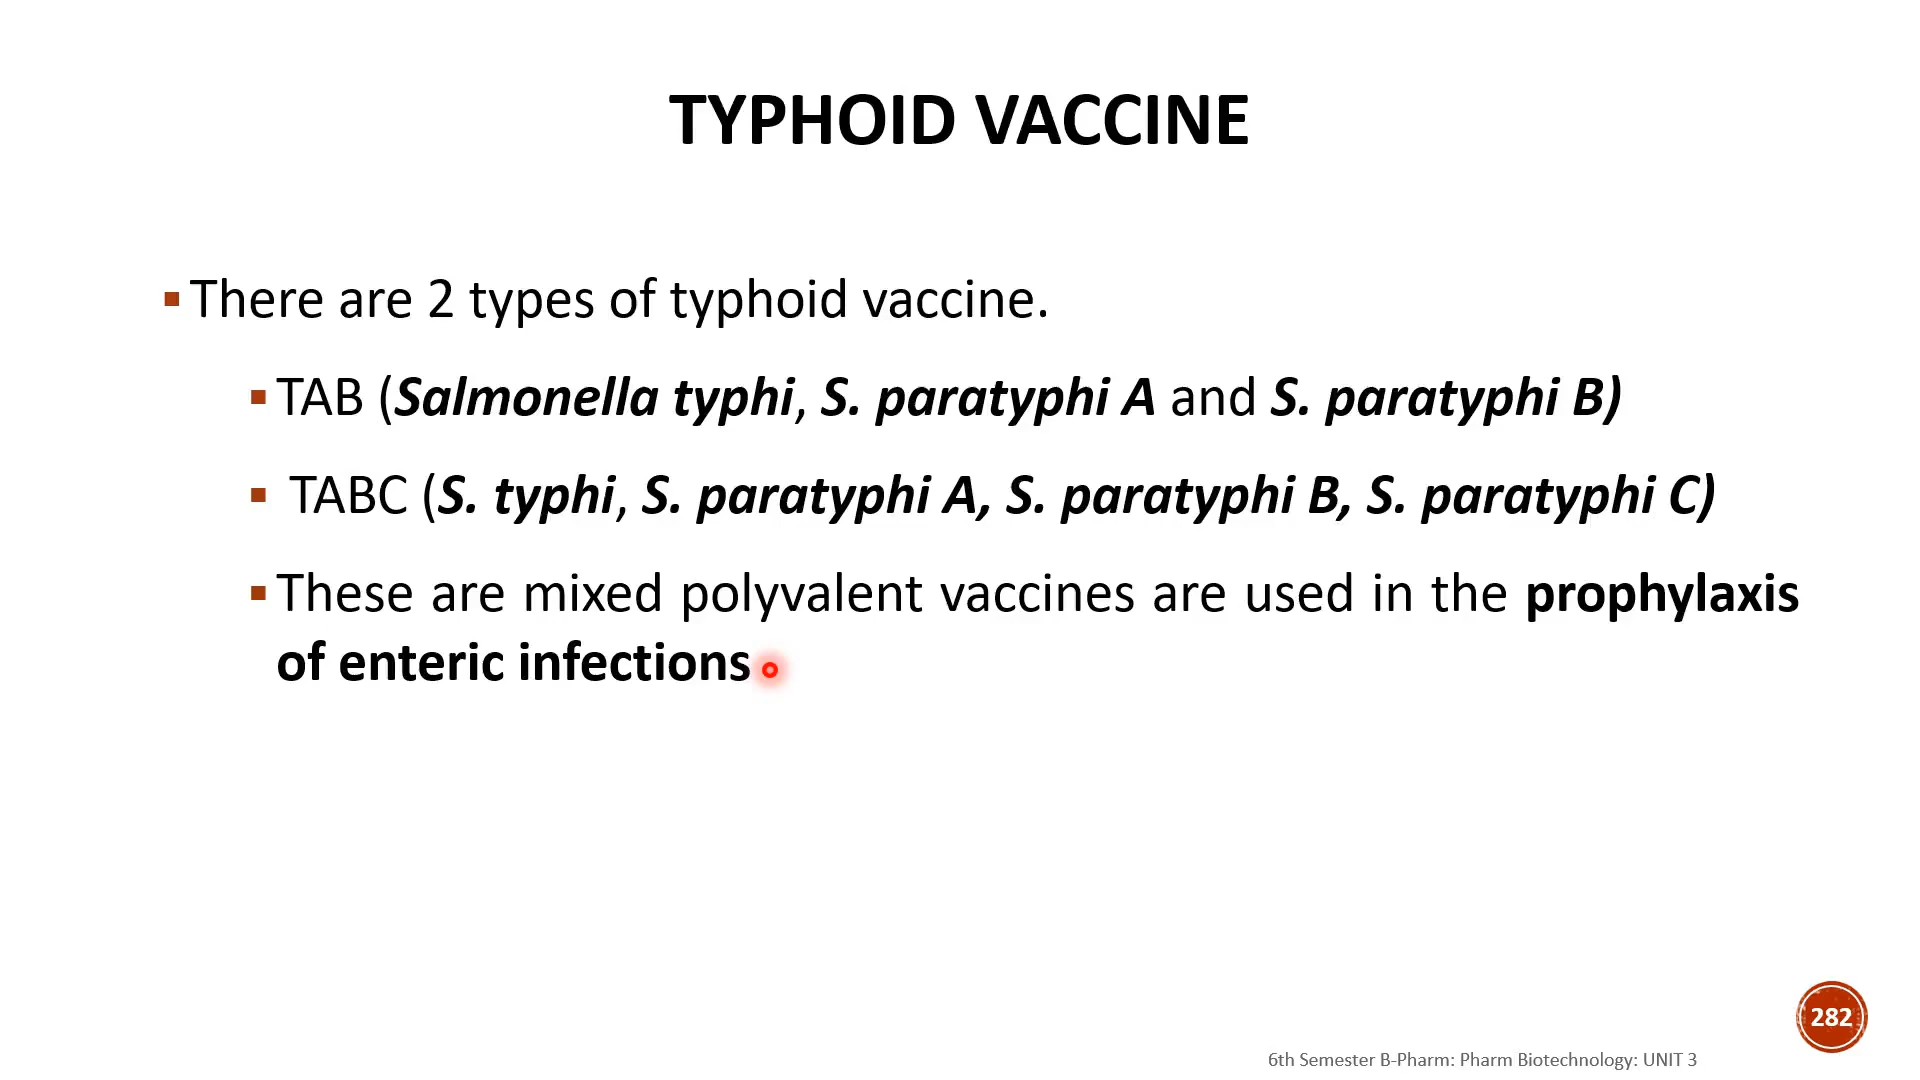 TYPHOID VACCINE
There are 2 types of typhoid vaccine.
TAB (Salmonella typhi, S. paratyphi A and S. paratyphi B)
TABC (S. typhi, S. paratyphi A, S. paratyphi B, S. paratyphi C)
These are mixed polyvalent vaccines are used in the prophylaxis
of enteric infections
282
6th Semester B-Pharm: Pharm Biotechnology: UNIT 3